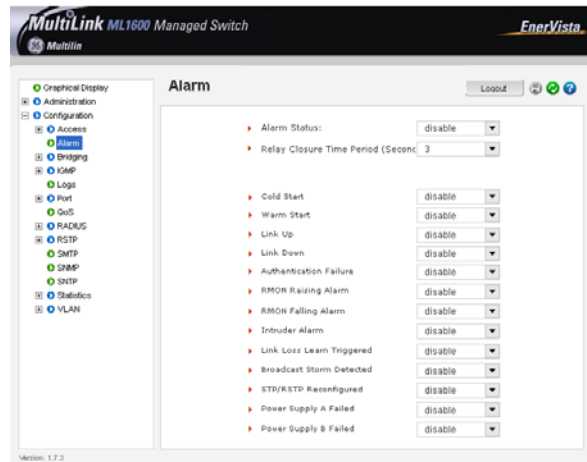 MultiLink ML1600 Managed Switch
EnerVista
Multilin
Graphical Display
Administration
Configuration
Access
Alarm
Bridging
IGMP
Logs
Port
QoS
RADIUS
RSTP
SMTP
SNMP
SNTP
Statistics
VLAN
Alarm
Logout
Alarm Status: disable
Relay Closure Time Period (Second 3
Cold Start disable
Warm Start disable
Link Up disable
Link Down disable
Authentication Failure disable
RMON Raising Alarm disable
RMON Falling Alarm disable
Intruder Alarm disable
Link Loss Learn Triggered disable
Broadcast Storm Detected disable
STP/RSTP Reconfigured disable
Power Supply A Failed disable
Power Supply B Failed disable
Version: 1.7.3